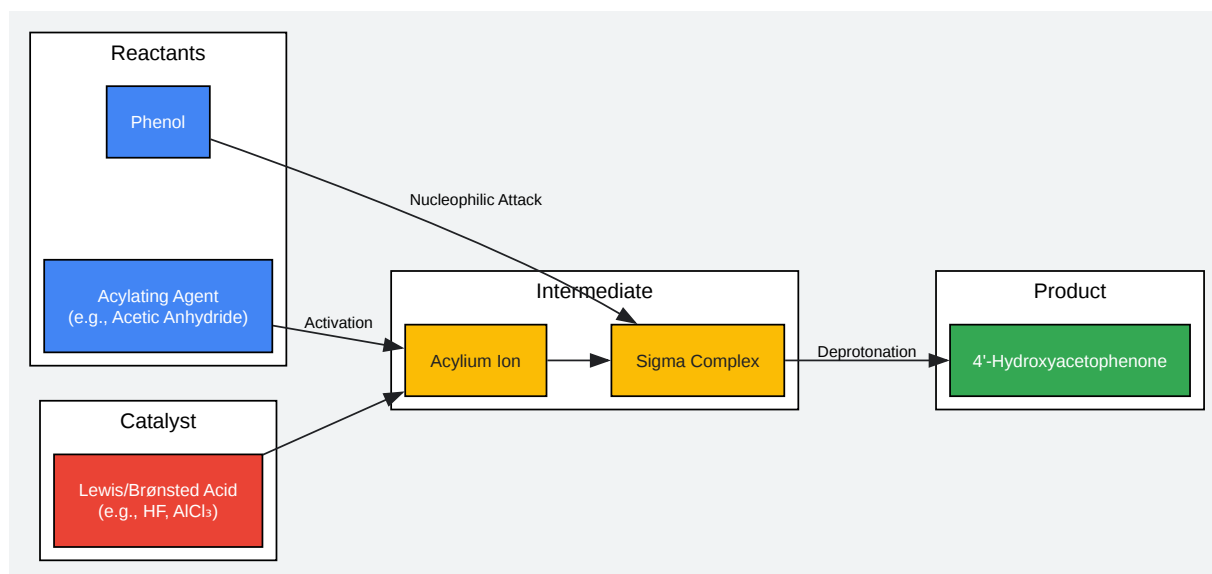 Reactants
Phenol
Nucleophilic Attack
Acylating Agent
(e.g., Acetic Anhydride)
Activation
Intermediate
Acylium Ion
Sigma Complex
Deprotonation
Product
4'-Hydroxyacetophenone
Catalyst
Lewis/Brønsted Acid
(e.g., HF, AlCl₃)